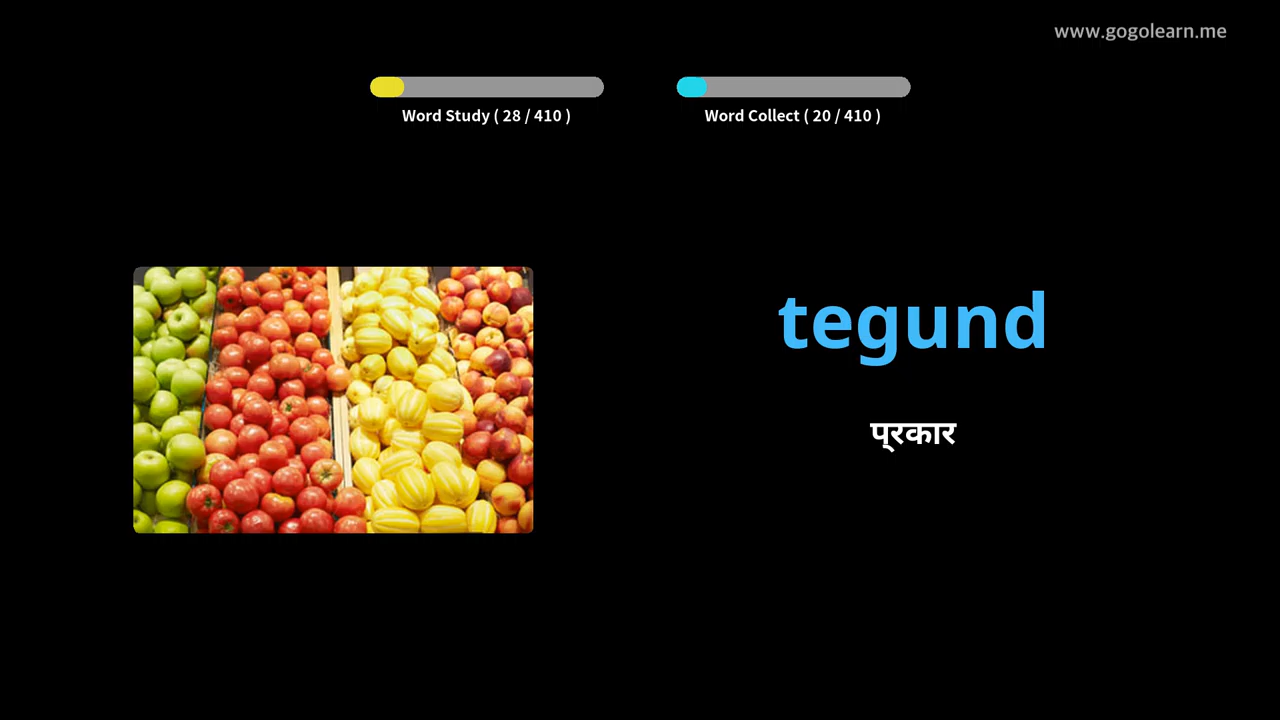 www.gogolearn.me
Word Study ( 28 / 410 )
Word Collect ( 20 / 410 )
tegund
प्रकार